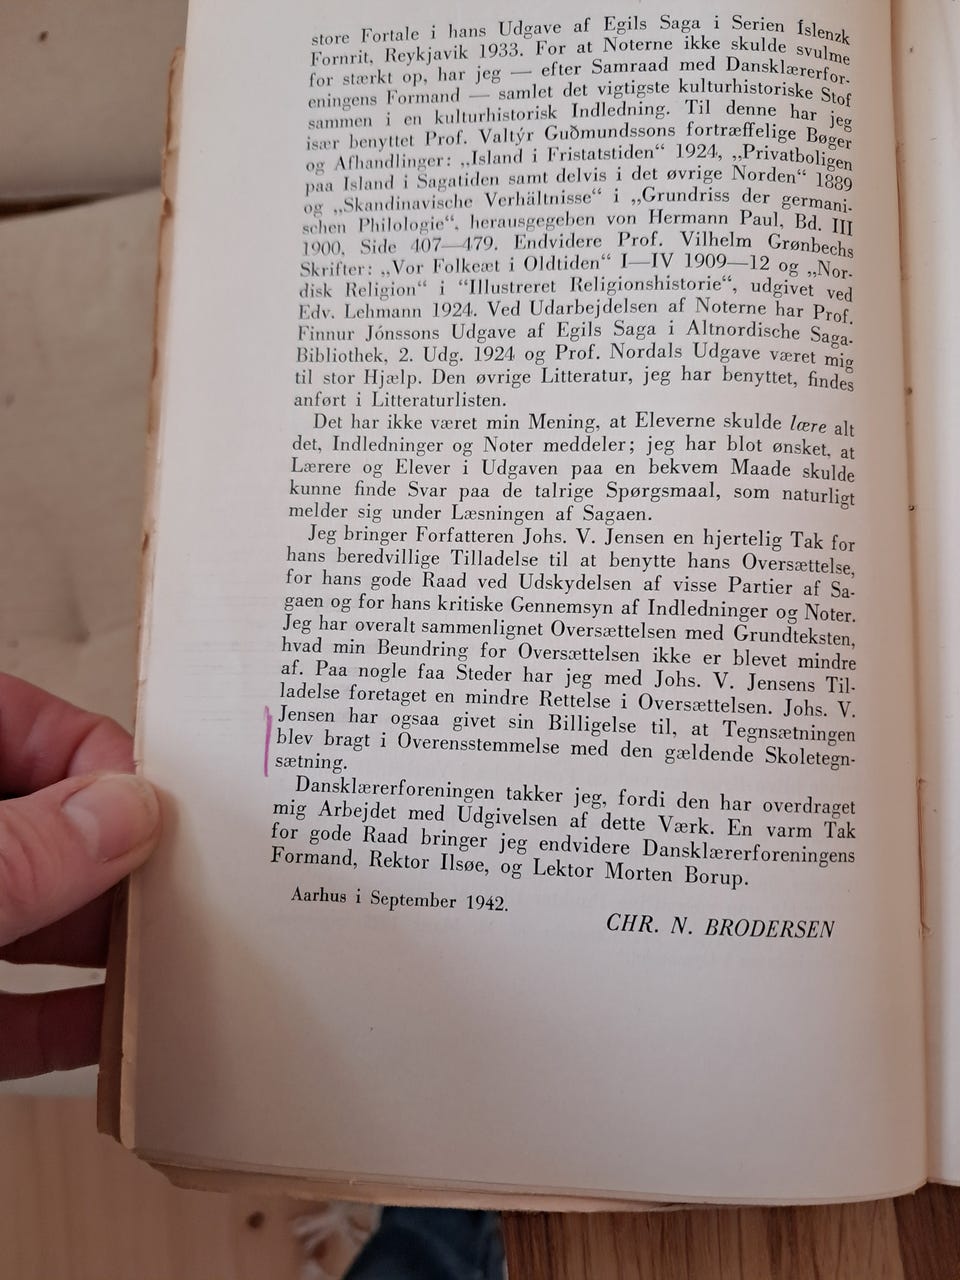 store Fortale i hans Udgave af Egils Saga i Serien Íslenzk
Fornrit, Reykjavik 1933. For at Noterne ikke skulde svulme
for stærkt op, har jeg — efter Samraad med Dansklærerfor-
eningens Formand — samlet det vigtigste kulturhistoriske Stof
sammen i en kulturhistorisk Indledning. Til denne har jeg
især benyttet Prof. Valtýr Guðmundssons fortræffelige Bøger
og Afhandlinger: „Island i Fristatstiden“ 1924, „Privatboligen
paa Island i Sagatiden samt delvis i det øvrige Norden“ 1889
og „Skandinavische Verhältnisse“ i „Grundriss der germani-
schen Philologie“, herausgegeben von Hermann Paul, Bd. III
1900, Side 407—479. Endvidere Prof. Vilhelm Grønbechs
Skrifter: „Vor Folkeæt i Oldtiden“ I—IV 1909—12 og „Nor-
disk Religion“ i “Illustreret Religionshistorie“, udgivet ved
Edv. Lehmann 1924. Ved Udarbejdelsen af Noterne har Prof.
Finnur Jónssons Udgave af Egils Saga i Altnordische Saga-
Bibliothek, 2. Udg. 1924 og Prof. Nordals Udgave været mig
til stor Hjælp. Den øvrige Litteratur, jeg har benyttet, findes
anført i Litteraturlisten.
Det har ikke været min Mening, at Eleverne skulde lære alt
det, Indledninger og Noter meddeler; jeg har blot ønsket, at
Lærere og Elever i Udgaven paa en bekvem Maade skulde
kunne finde Svar paa de talrige Spørgsmaal, som naturligt
melder sig under Læsningen af Sagaen.
Jeg bringer Forfatteren Johs. V. Jensen en hjertelig Tak for
hans beredvillige Tilladelse til at benytte hans Oversættelse,
for hans gode Raad ved Udskydelsen af visse Partier af Sa-
gaen og for hans kritiske Gennemsyn af Indledninger og Noter.
Jeg har overalt sammenlignet Oversættelsen med Grundteksten,
hvad min Beundring for Oversættelsen ikke er blevet mindre
af. Paa nogle faa Steder har jeg med Johs. V. Jensens Til-
ladelse foretaget en mindre Rettelse i Oversættelsen. Johs. V.
Jensen har ogsaa givet sin Billigelse til, at Tegnsætningen
blev bragt i Overensstemmelse med den gældende Skoletegn-
sætning.
Dansklærerforeningen takker jeg, fordi den har overdraget
mig Arbejdet med Udgivelsen af dette Værk. En varm Tak
for gode Raad bringer jeg endvidere Dansklærerforeningens
Formand, Rektor Ilsøe, og Lektor Morten Borup.
Aarhus i September 1942.
CHR. N. BRODERSEN